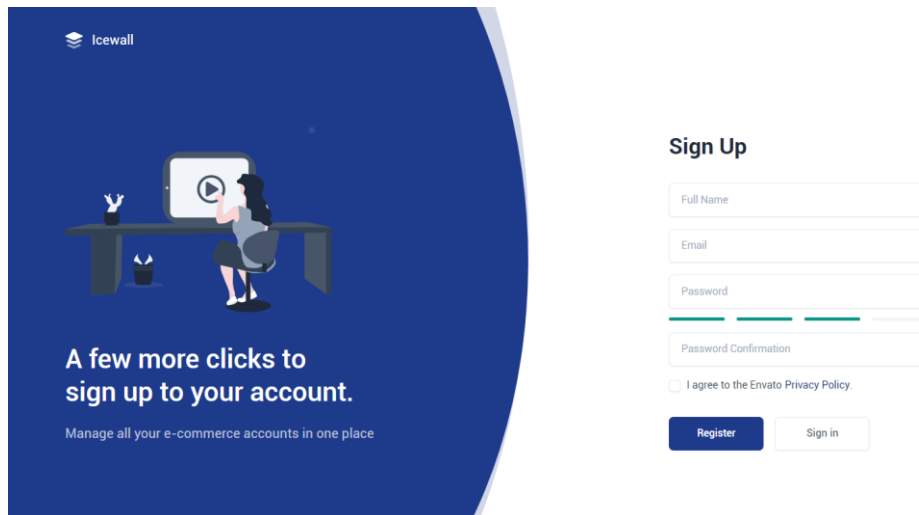 Icewall
A few more clicks to
sign up to your account.
Manage all your e-commerce accounts in one place
Sign Up
Full Name
Email
Password
Password Confirmation
I agree to the Envato Privacy Policy.
Register
Sign in